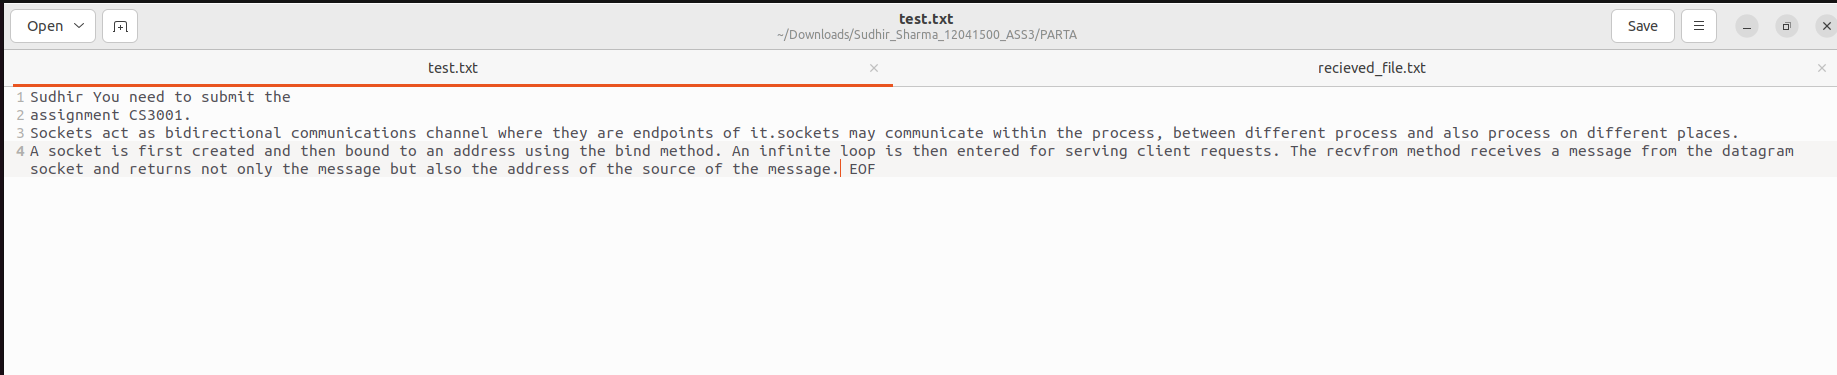 Open
test.txt
~/Downloads/Sudhir_Sharma_12041500_ASS3/PARTA
Save
test.txt
recieved_file.txt
1 Sudhir You need to submit the
2 assignment CS3001.
3 Sockets act as bidirectional communications channel where they are endpoints of it.sockets may communicate within the process, between different process and also process on different places.
4 A socket is first created and then bound to an address using the bind method. An infinite loop is then entered for serving client requests. The recvfrom method receives a message from the datagram
socket and returns not only the message but also the address of the source of the message. EOF